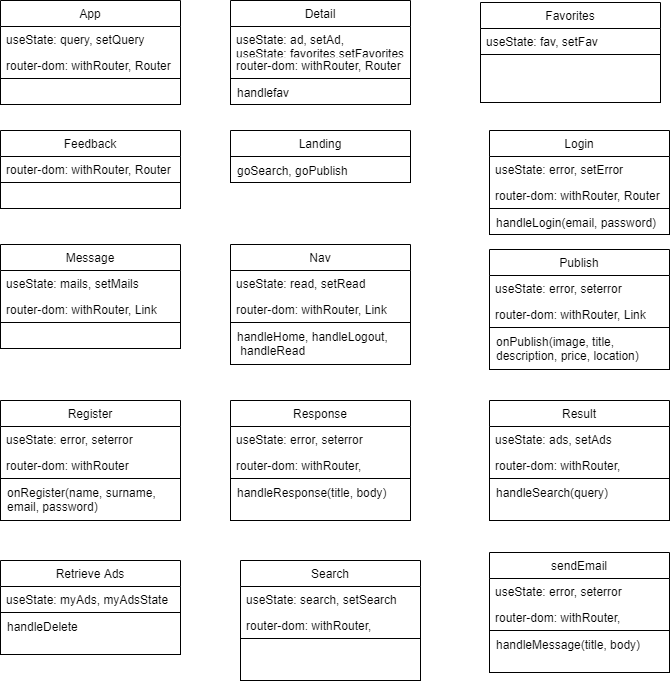 App
useState: query, setQuery
router-dom: withRouter, Router
Detail
useState: ad, setAd,
useState: favorites setFavorites
router-dom: withRouter, Router
handlefav
Favorites
useState: fav, setFav
Feedback
router-dom: withRouter, Router
Landing
goSearch, goPublish
Login
useState: error, setError
router-dom: withRouter, Router
handleLogin(email, password)
Message
useState: mails, setMails
router-dom: withRouter, Link
Nav
useState: read, setRead
router-dom: withRouter, Link
handleHome, handleLogout,
handleRead
Publish
useState: error, seterror
router-dom: withRouter, Link
onPublish(image, title,
description, price, location)
Register
useState: error, seterror
router-dom: withRouter
onRegister(name, surname,
email, password)
Response
useState: error, seterror
router-dom: withRouter,
handleResponse(title, body)
Result
useState: ads, setAds
router-dom: withRouter,
handleSearch(query)
Retrieve Ads
useState: myAds, myAdsState
handleDelete
Search
useState: search, setSearch
router-dom: withRouter,
sendEmail
useState: error, seterror
router-dom: withRouter,
handleMessage(title, body)